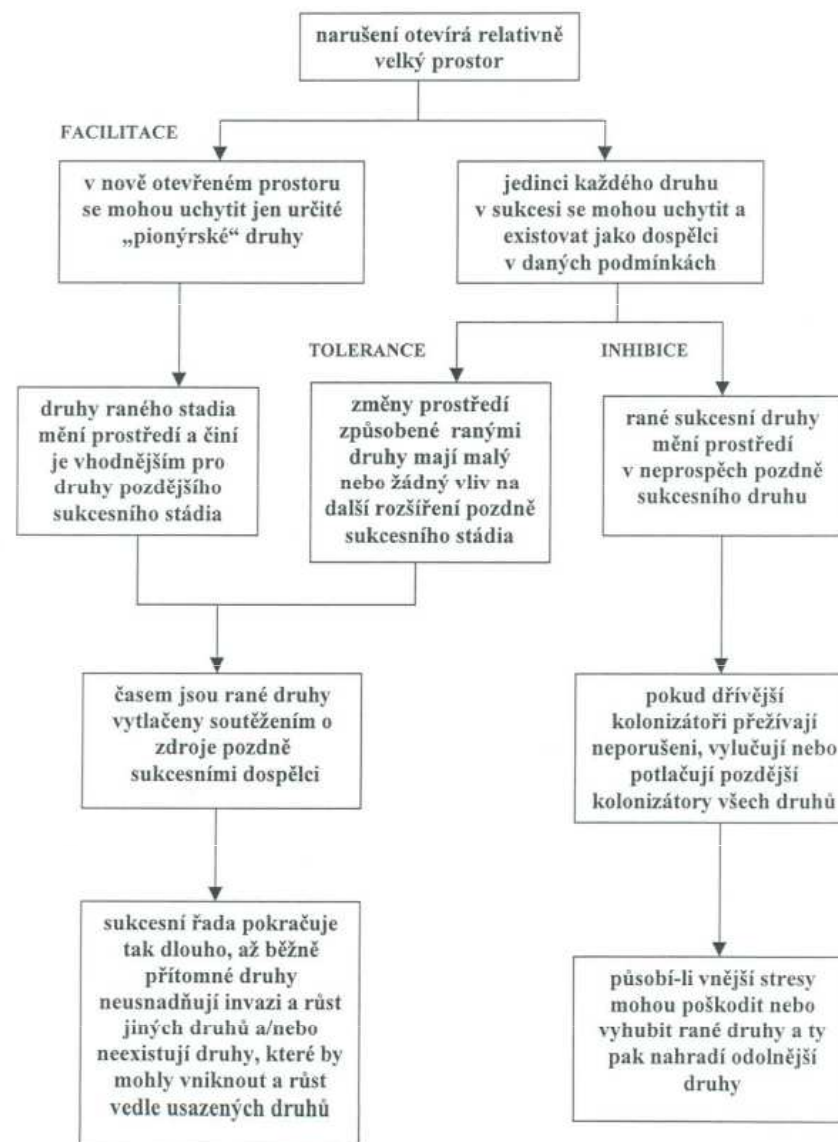 narušení otevírá relativně
velký prostor
FACILITACE
v nově otevřeném prostoru
se mohou uchytit jen určité
„pionýrské“ druhy
jedinci každého druhu
v sukcesi se mohou uchytit a
existovat jako dospělci
v daných podmínkách
TOLERANCE
INHIBICE
druhy raného stadia
mění prostředí a činí
je vhodnějším pro
druhy pozdějšího
sukcesního stádia
změny prostředí
způsobené ranými
druhy mají malý
nebo žádný vliv na
další rozšíření pozdně
sukcesního stádia
rané sukcesní druhy
mění prostředí
v neprospěch pozdně
sukcesního druhu
časem jsou rané druhy
vytlačeny soutěžením o
zdroje pozdně
sukcesními dospělci
pokud dřívější
kolonizátoři přežívají
neporušeni, vylučují nebo
potlačují pozdější
kolonizátory všech druhů
sukcesní řada pokračuje
tak dlouho, až běžně
přítomné druhy
neusnadňují invazi a růst
jiných druhů a/nebo
neexistují druhy, které by
mohly vniknout a růst
vedle usazených druhů
působí-li vnější stresy
mohou poškodit nebo
vyhubit rané druhy a ty
pak nahradí odolnější
druhy